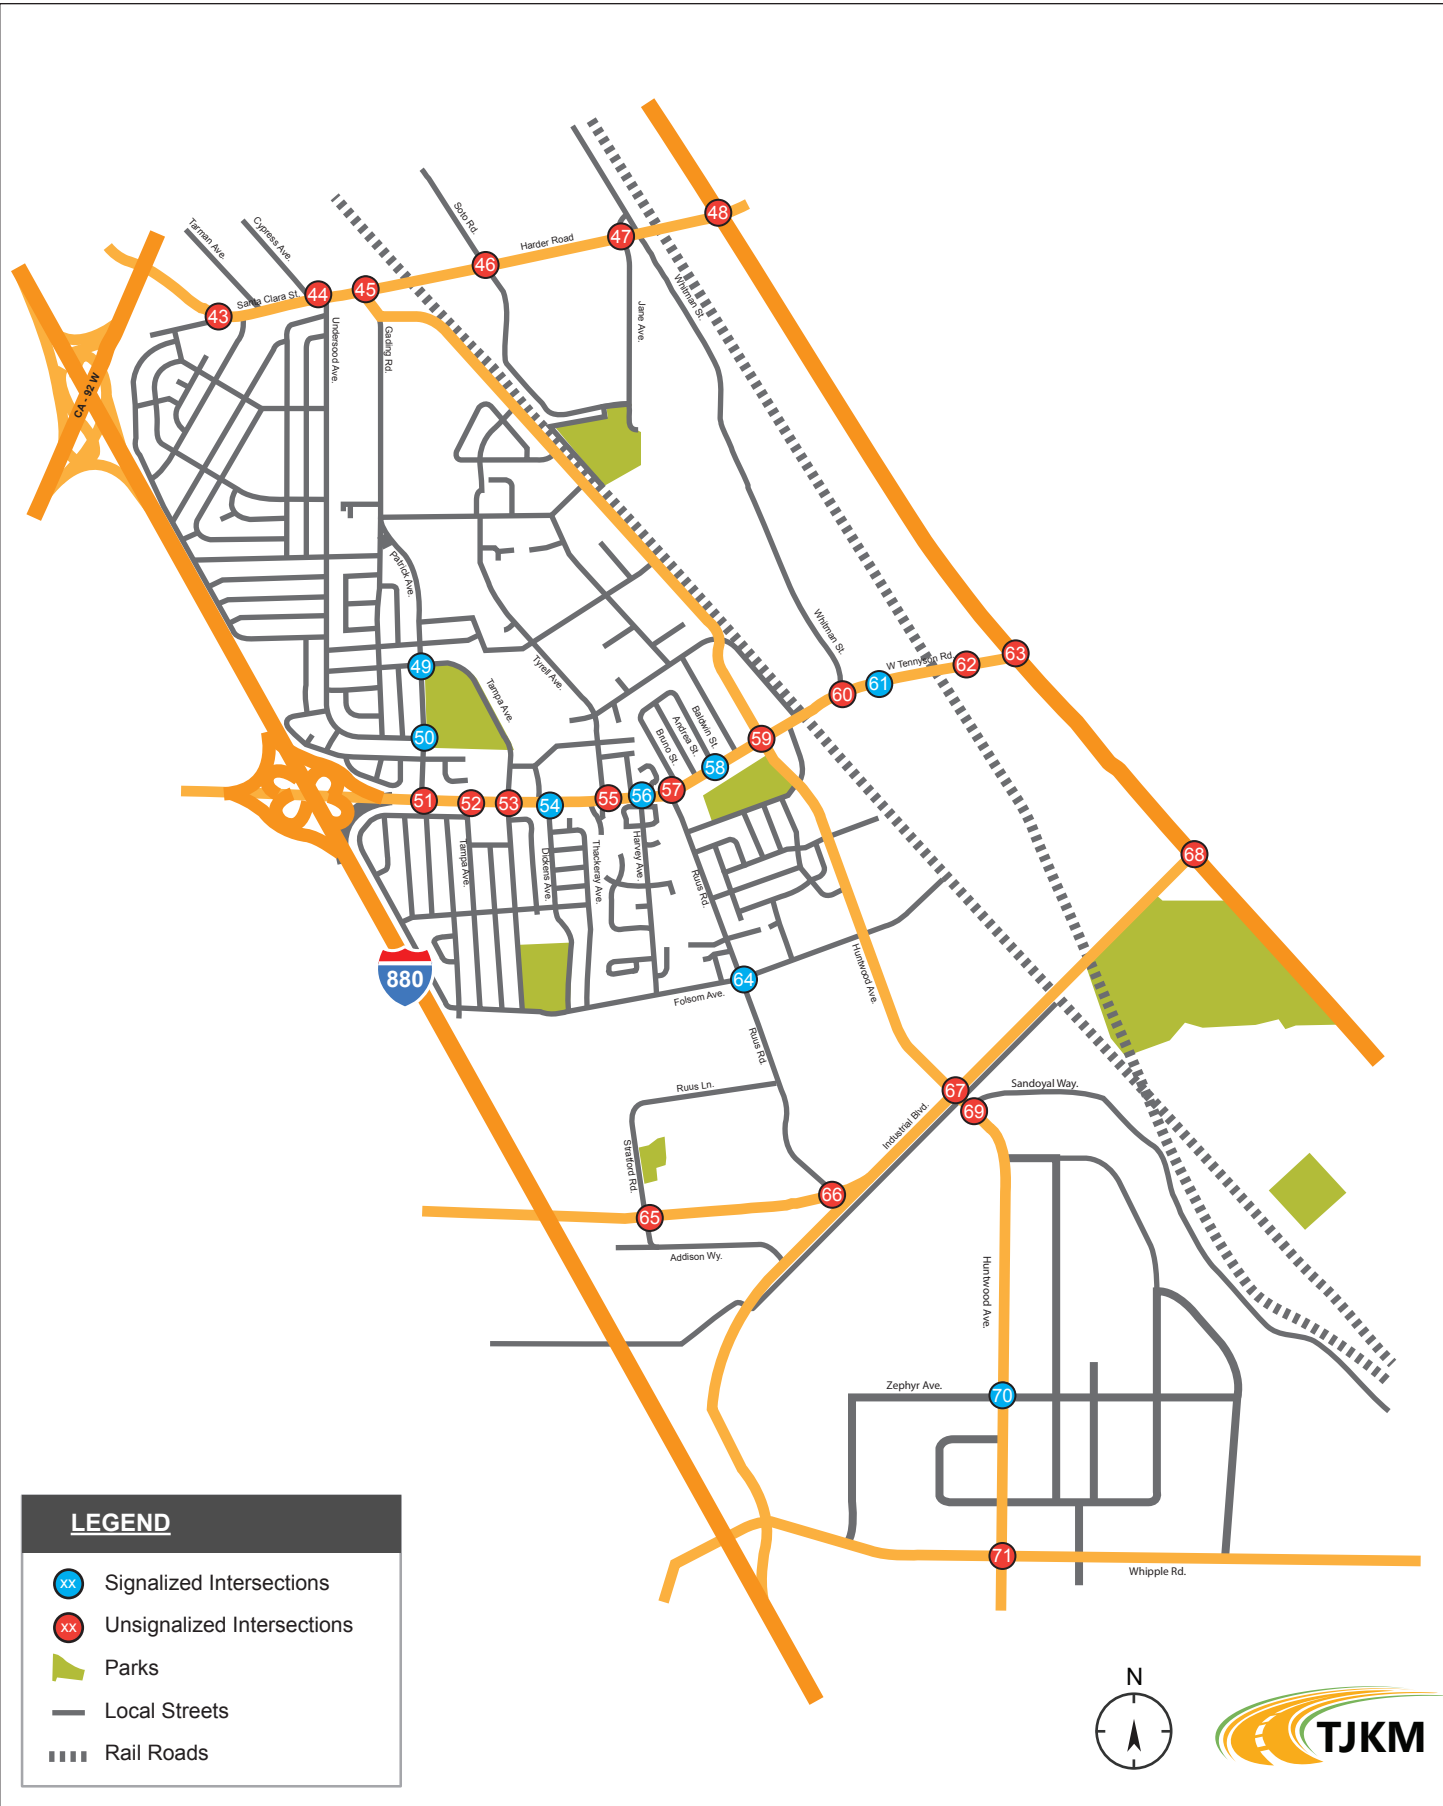 48
47
46
45
44
43
Soto Rd.
Harder Road
Tarman Ave.
Cypress Ave.
Santa Clara St.
Whitman St.
Jane Ave.
Undersood Ave.
Gading Rd.
CA - 92 W
Patrick Ave.
Whitman St.
W Tennyson Rd.
63
62
61
60
49
Tyrell Ave.
Tampa Ave.
50
Baldwin St.
Andrea St.
Bruno St.
59
58
57
56
55
54
53
52
51
Tampa Ave.
Dickens Ave.
Thackeray Ave.
Harvey Ave.
Ruus Rd.
68
880
64
Folsom Ave.
Huntwood Ave.
Ruus Rd.
Ruus Ln.
67
69
Sandoyal Way.
Industrial Blvd.
Stratford Rd.
66
65
Addison Wy.
Huntwood Ave.
Zephyr Ave.
70
71
Whipple Rd.
LEGEND
XX Signalized Intersections
XX Unsignalized Intersections
Parks
Local Streets
Rail Roads
N
TJKM